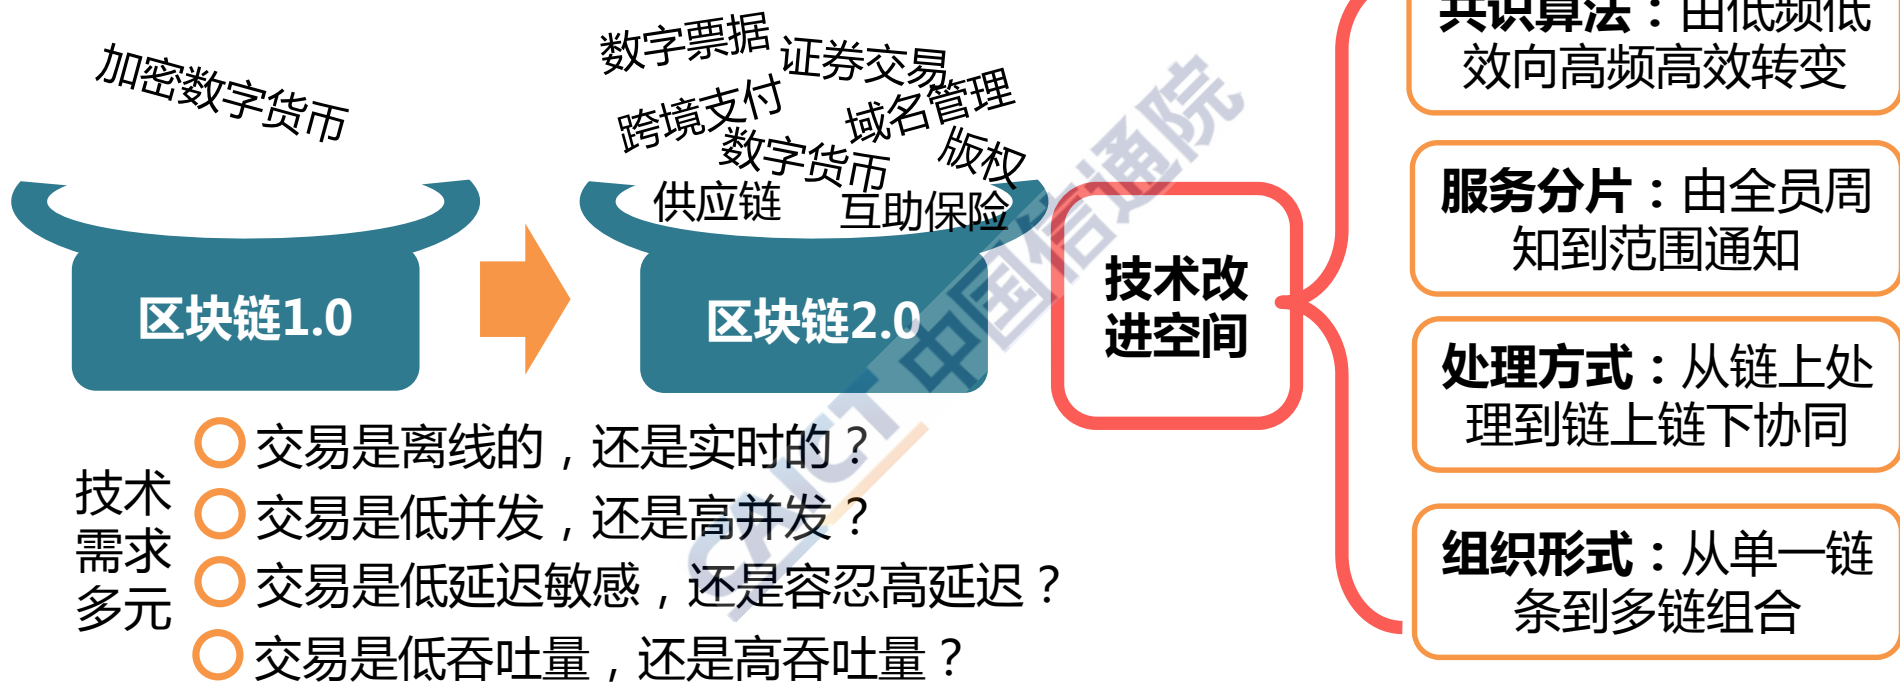 加密数字货币
区块链1.0
数字票据
证券交易
跨境支付
域名管理
数字货币
版权
供应链
互助保险
区块链2.0
技术改
进空间
共识算法：由低频低
效向高频高效转变
服务分片：由全员周
知到范围通知
处理方式：从链上处
理到链上链下协同
组织形式：从单一链
条到多链组合
技术
需求
多元
交易是离线的，还是实时的？
交易是低并发，还是高并发？
交易是低延迟敏感，还是容忍高延迟？
交易是低吞吐量，还是高吞吐量？
CAICT 中国信通院